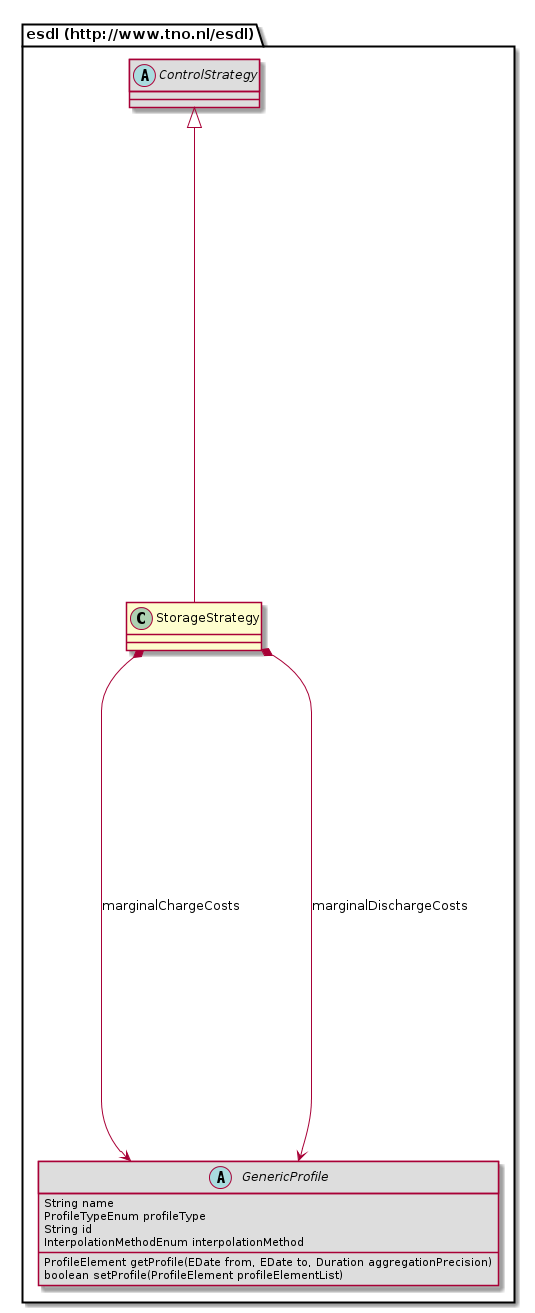 esdl (http://www.tno.nl/esdl)
A ControlStrategy
C StorageStrategy
marginalChargeCosts
marginalDischargeCosts
A GenericProfile
String name
ProfileTypeEnum profileType
String id
InterpolationMethodEnum interpolationMethod
ProfileElement getProfile(EDate from, EDate to, Duration aggregationPrecision)
boolean setProfile(ProfileElement profileElementList)